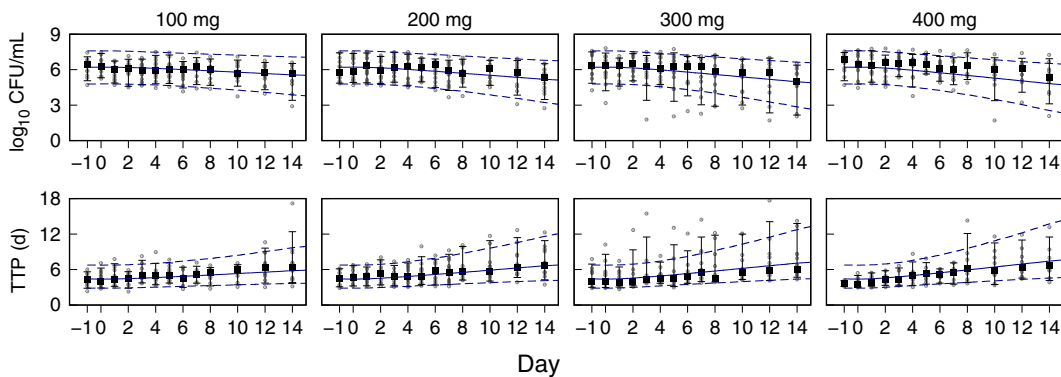 100 mg 200 mg 300 mg 400 mg
log₁₀ CFU/mL
9
6
3
0
−1 0 2 4 6 8 10 12 14 −1 0 2 4 6 8 10 12 14 −1 0 2 4 6 8 10 12 14 −1 0 2 4 6 8 10 12 14
TTP (d)
18
12
6
0
−1 0 2 4 6 8 10 12 14 −1 0 2 4 6 8 10 12 14 −1 0 2 4 6 8 10 12 14 −1 0 2 4 6 8 10 12 14
Day